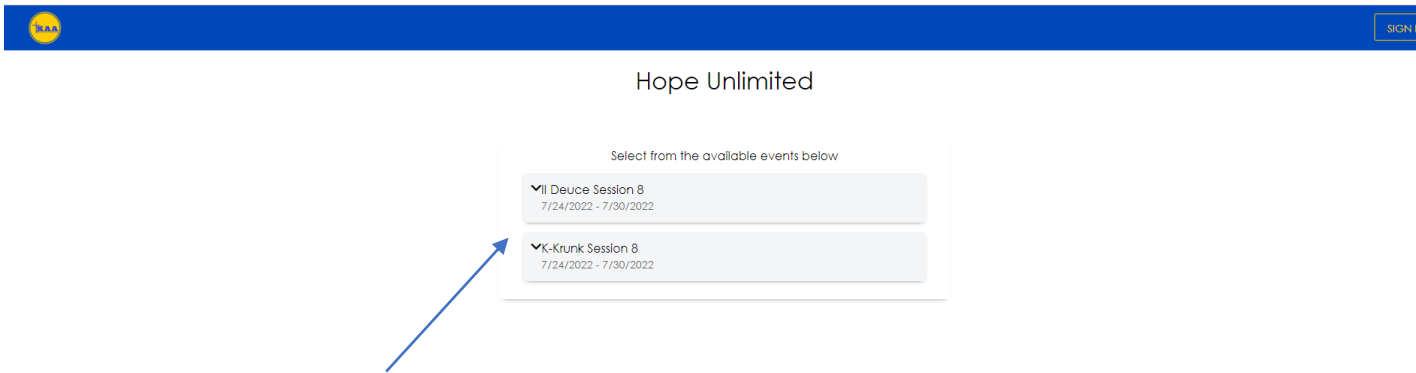 KAA
SIGN I
Hope Unlimited
Select from the available events below
II Deuce Session 8
7/24/2022 - 7/30/2022
K-Krunk Session 8
7/24/2022 - 7/30/2022